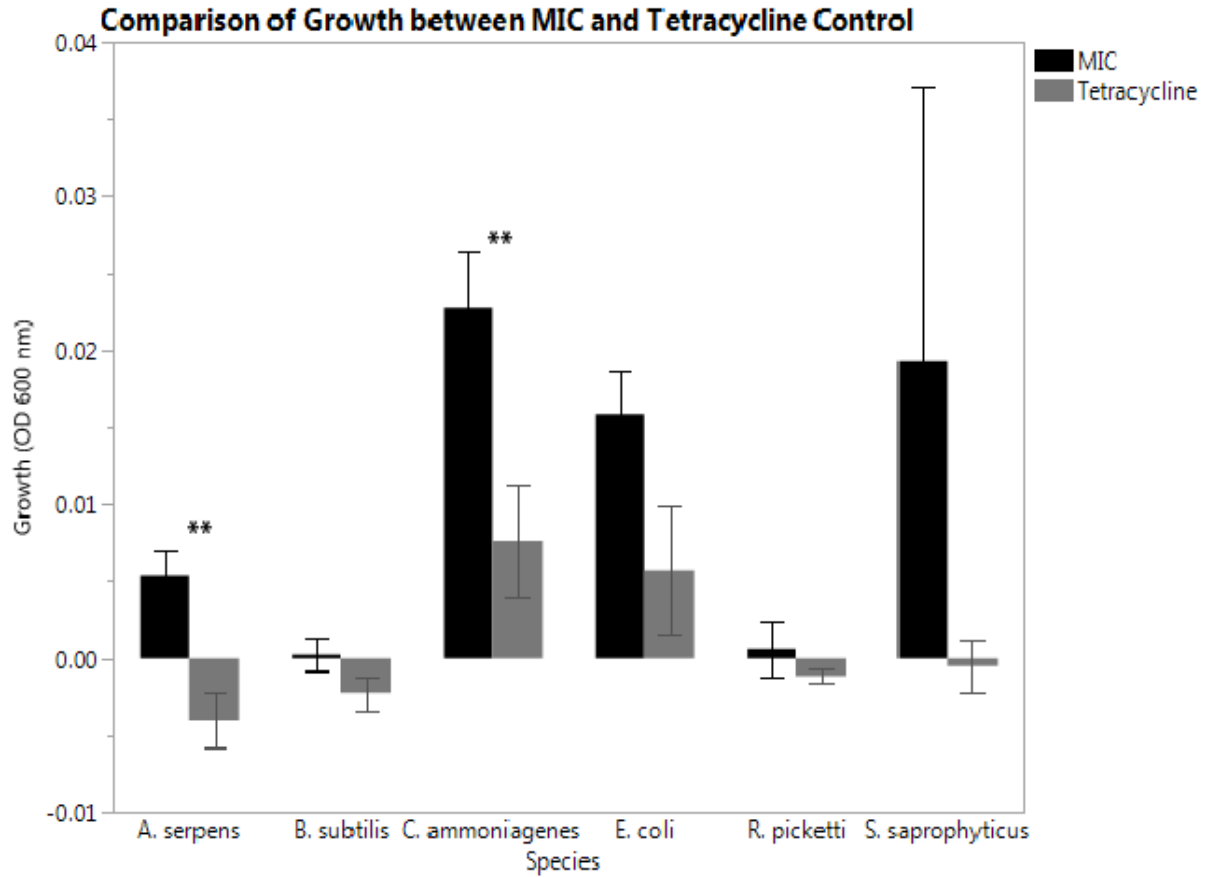 Comparison of Growth between MIC and Tetracycline Control
MIC
Tetracycline
0.04
0.03
0.02
0.01
0.00
-0.01
Growth (OD 600 nm)
**
**
A. serpens B. subtilis C. ammoniagenes E. coli R. picketti S. saprophyticus
Species